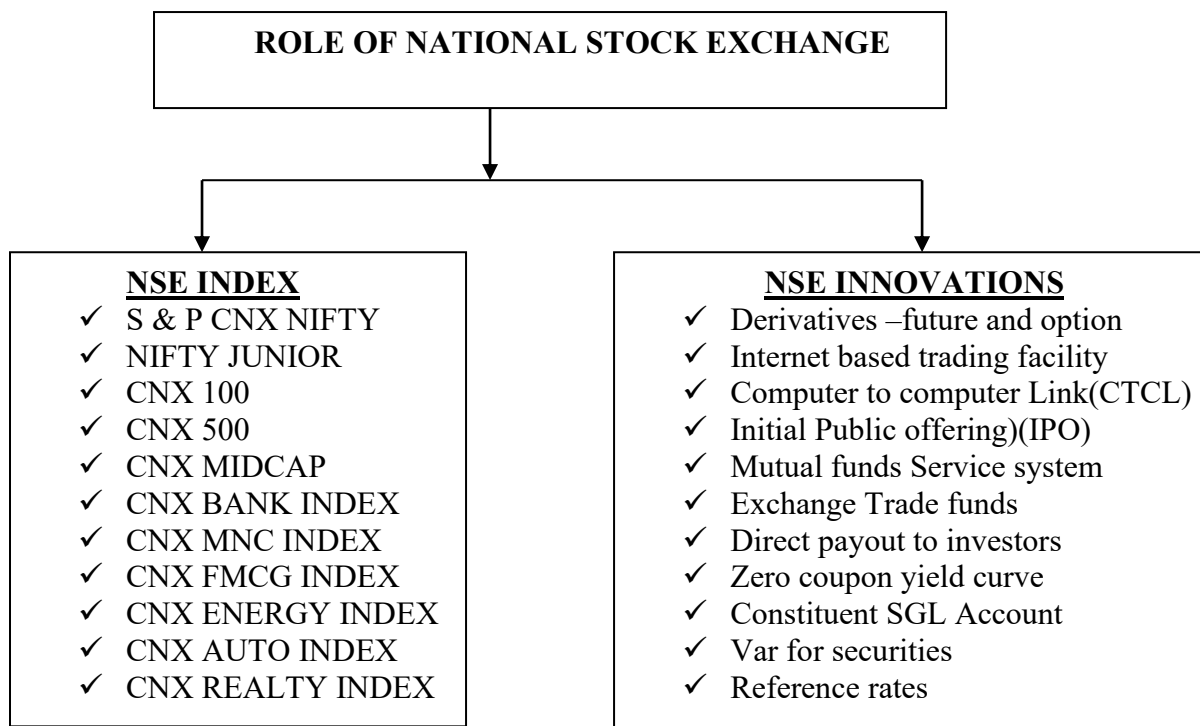 ROLE OF NATIONAL STOCK EXCHANGE
NSE INDEX
✓ S & P CNX NIFTY
✓ NIFTY JUNIOR
✓ CNX 100
✓ CNX 500
✓ CNX MIDCAP
✓ CNX BANK INDEX
✓ CNX MNC INDEX
✓ CNX FMCG INDEX
✓ CNX ENERGY INDEX
✓ CNX AUTO INDEX
✓ CNX REALTY INDEX
NSE INNOVATIONS
✓ Derivatives –future and option
✓ Internet based trading facility
✓ Computer to computer Link(CTCL)
✓ Initial Public offering)(IPO)
✓ Mutual funds Service system
✓ Exchange Trade funds
✓ Direct payout to investors
✓ Zero coupon yield curve
✓ Constituent SGL Account
✓ Var for securities
✓ Reference rates